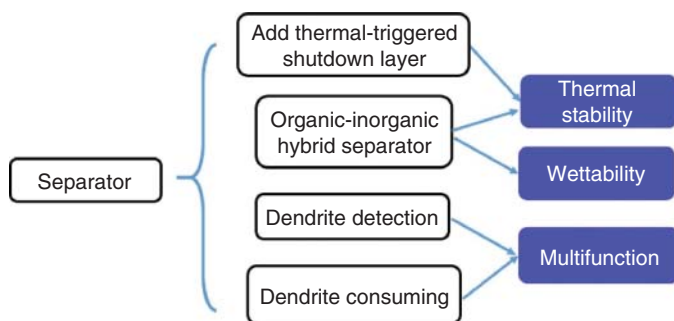 Separator
Add thermal-triggered
shutdown layer
Organic-inorganic
hybrid separator
Dendrite detection
Dendrite consuming
Thermal
stability
Wettability
Multifunction